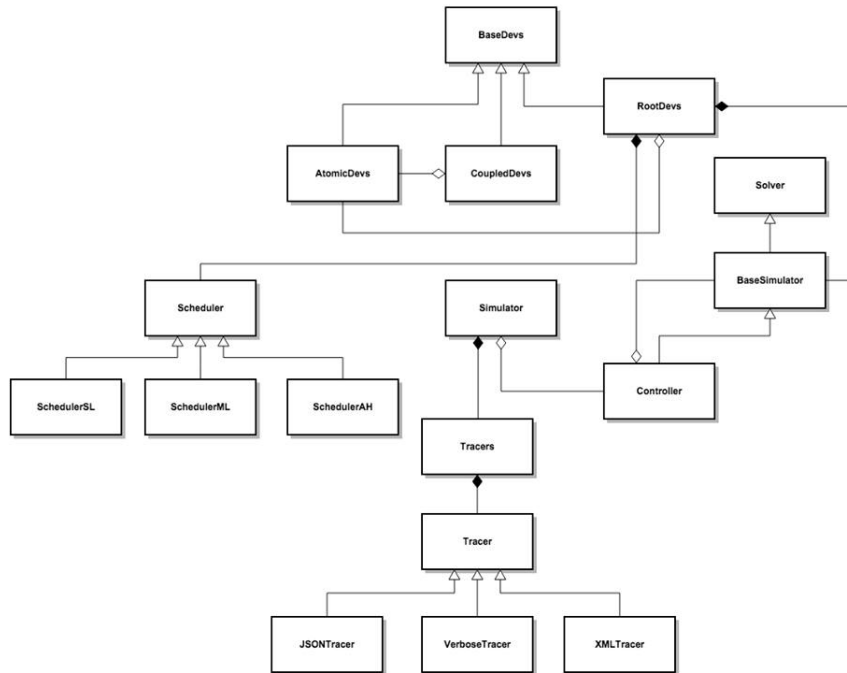 BaseDevs
RootDevs
AtomicDevs
CoupledDevs
Solver
BaseSimulator
Scheduler
Simulator
SchedulerSL
SchedulerML
SchedulerAH
Controller
Tracers
Tracer
JSONTracer
VerboseTracer
XMLTracer